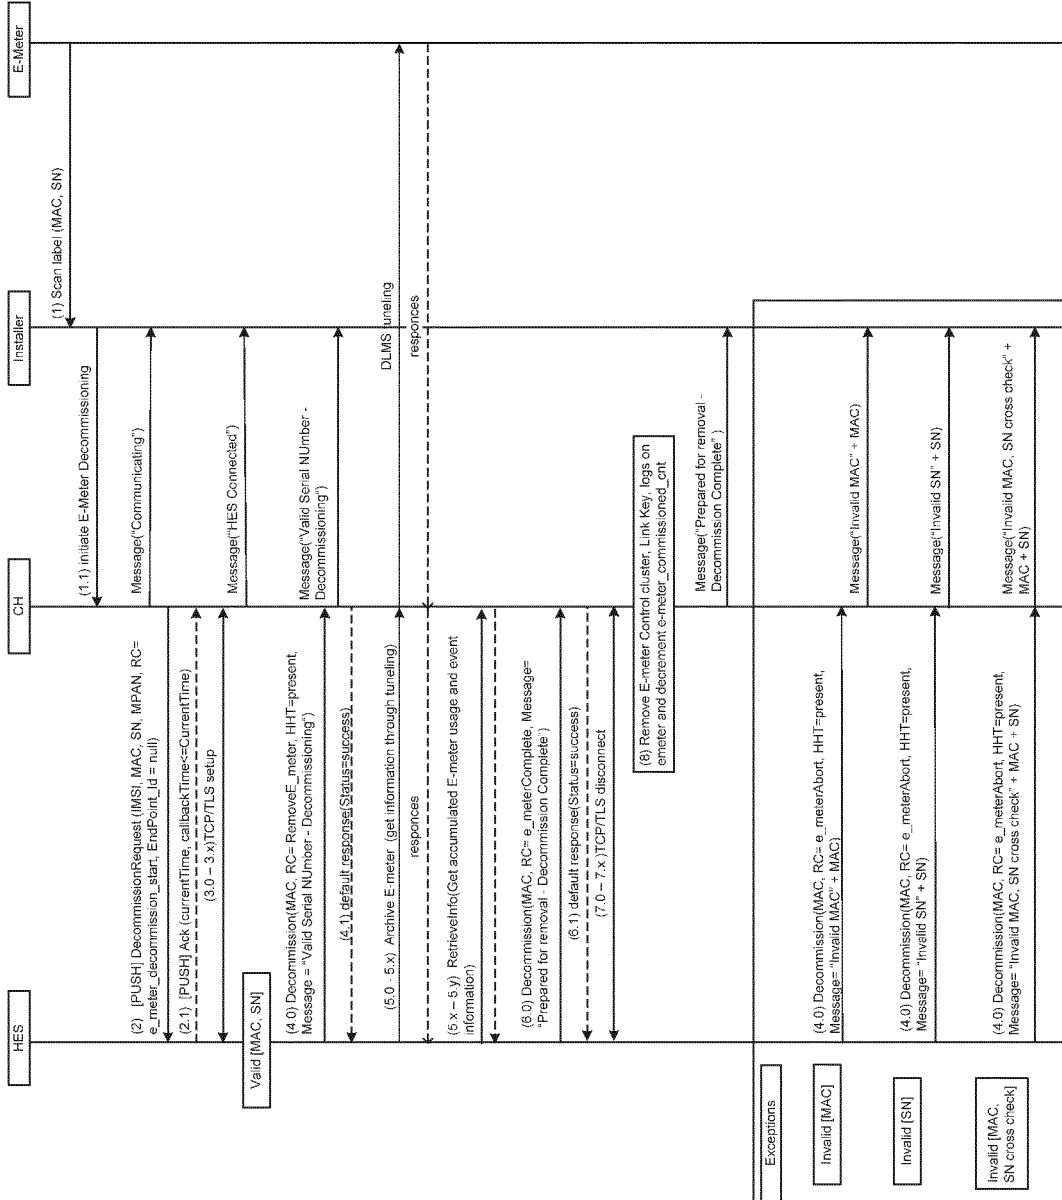 HES
CH
Installer
E-Meter
(1) Scan label (MAC, SN)
(1.1) initiate E-Meter Decommissioning
(2) [PUSH] DecommissionRequest (IMSI, MAC, SN, MPAN, RC=
e_meter_decommission_start, EndPoint_Id = null)
Message("Communicating")
(2.1) [PUSH] Ack (currentTime, callbackTime<=CurrentTime)
(3.0 – 3.x)TCP/TLS setup
Message("HES Connected")
Valid [MAC, SN]
(4.0) Decommission(MAC, RC= RemoveE_meter, HHT=present,
Message = "Valid Serial NUmber - Decommissioning")
Message("Valid Serial NUmber -
Decommissioning")
(4.1) default response(Status=success)
(5.0 - 5.x) Archive E-meter (get information through tuneling)
DLMS tuneling
responces
responces
(5.x – 5.y) RetrieveInfo(Get accumulated E-meter usage and event
information)
(6.0) Decommission(MAC, RC= e_meterComplete, Message=
"Prepared for removal - Decommission Complete")
(6.1) default response(Status=success)
(7.0 – 7.x )TCP/TLS disconnect
(8) Remove E-meter Control cluster, Link Key, logs on
emeter and decrement e-meter_commissioned_cnt
Message("Prepared for removal -
Decommission Complete" )
Exceptions
Invalid [MAC]
(4.0) Decommission(MAC, RC= e_meterAbort, HHT=present,
Message= "Invalid MAC" + MAC)
Message("Invalid MAC" + MAC)
Invalid [SN]
(4.0) Decommission(MAC, RC= e_meterAbort, HHT=present,
Message= "Invalid SN" + SN)
Message("Invalid SN" + SN)
Invalid [MAC,
SN cross check]
(4.0) Decommission(MAC, RC= e_meterAbort, HHT=present,
Message= "Invalid MAC, SN cross check" + MAC + SN)
Message("Invalid MAC, SN cross check" +
MAC + SN)